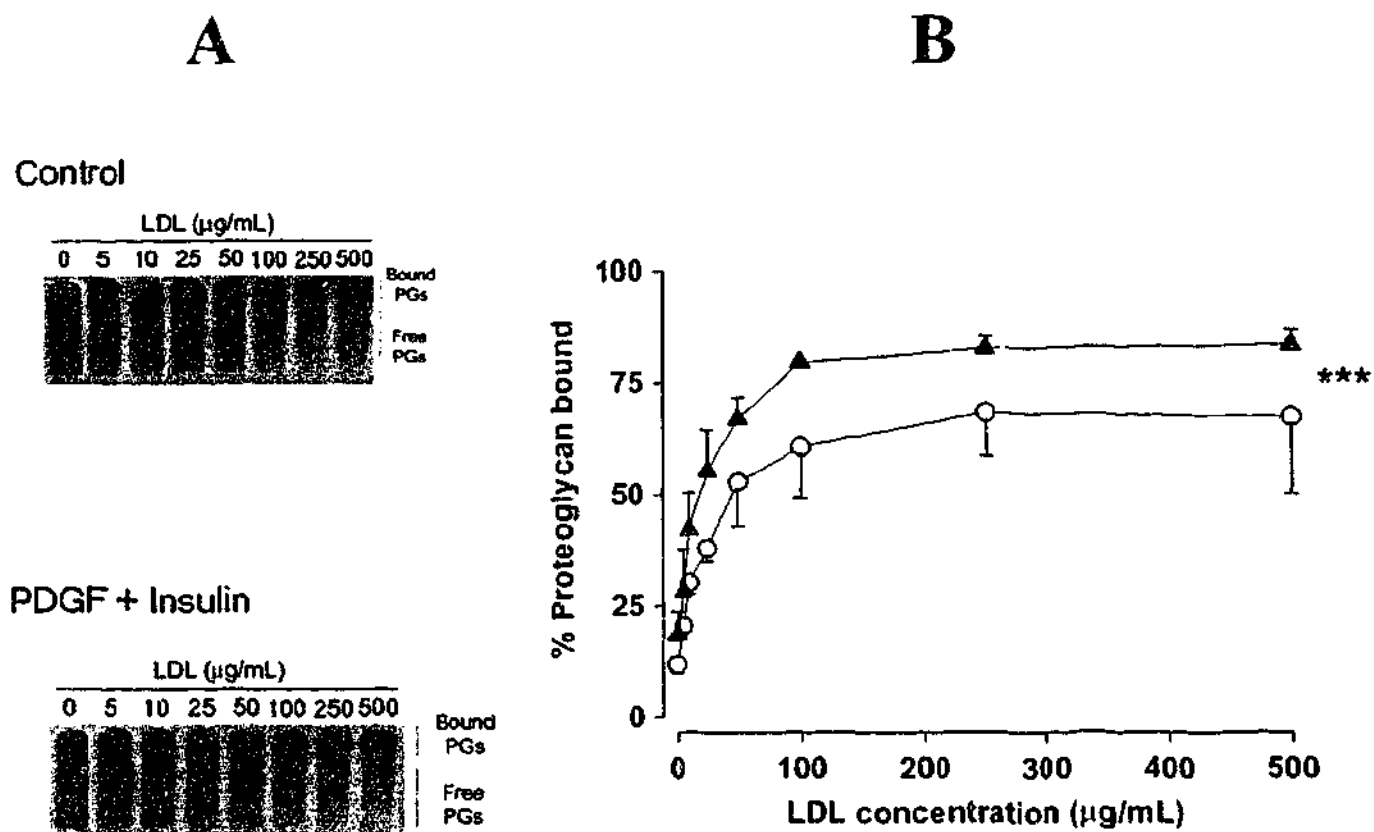 A
B
Control
LDL (µg/mL)
0 5 10 25 50 100 250 500
Bound
PGs
Free
PGs
PDGF + Insulin
LDL (µg/mL)
0 5 10 25 50 100 250 500
Bound
PGs
Free
PGs
100
75
50
25
0
% Proteoglycan bound
***
0 100 200 300 400 500
LDL concentration (µg/mL)